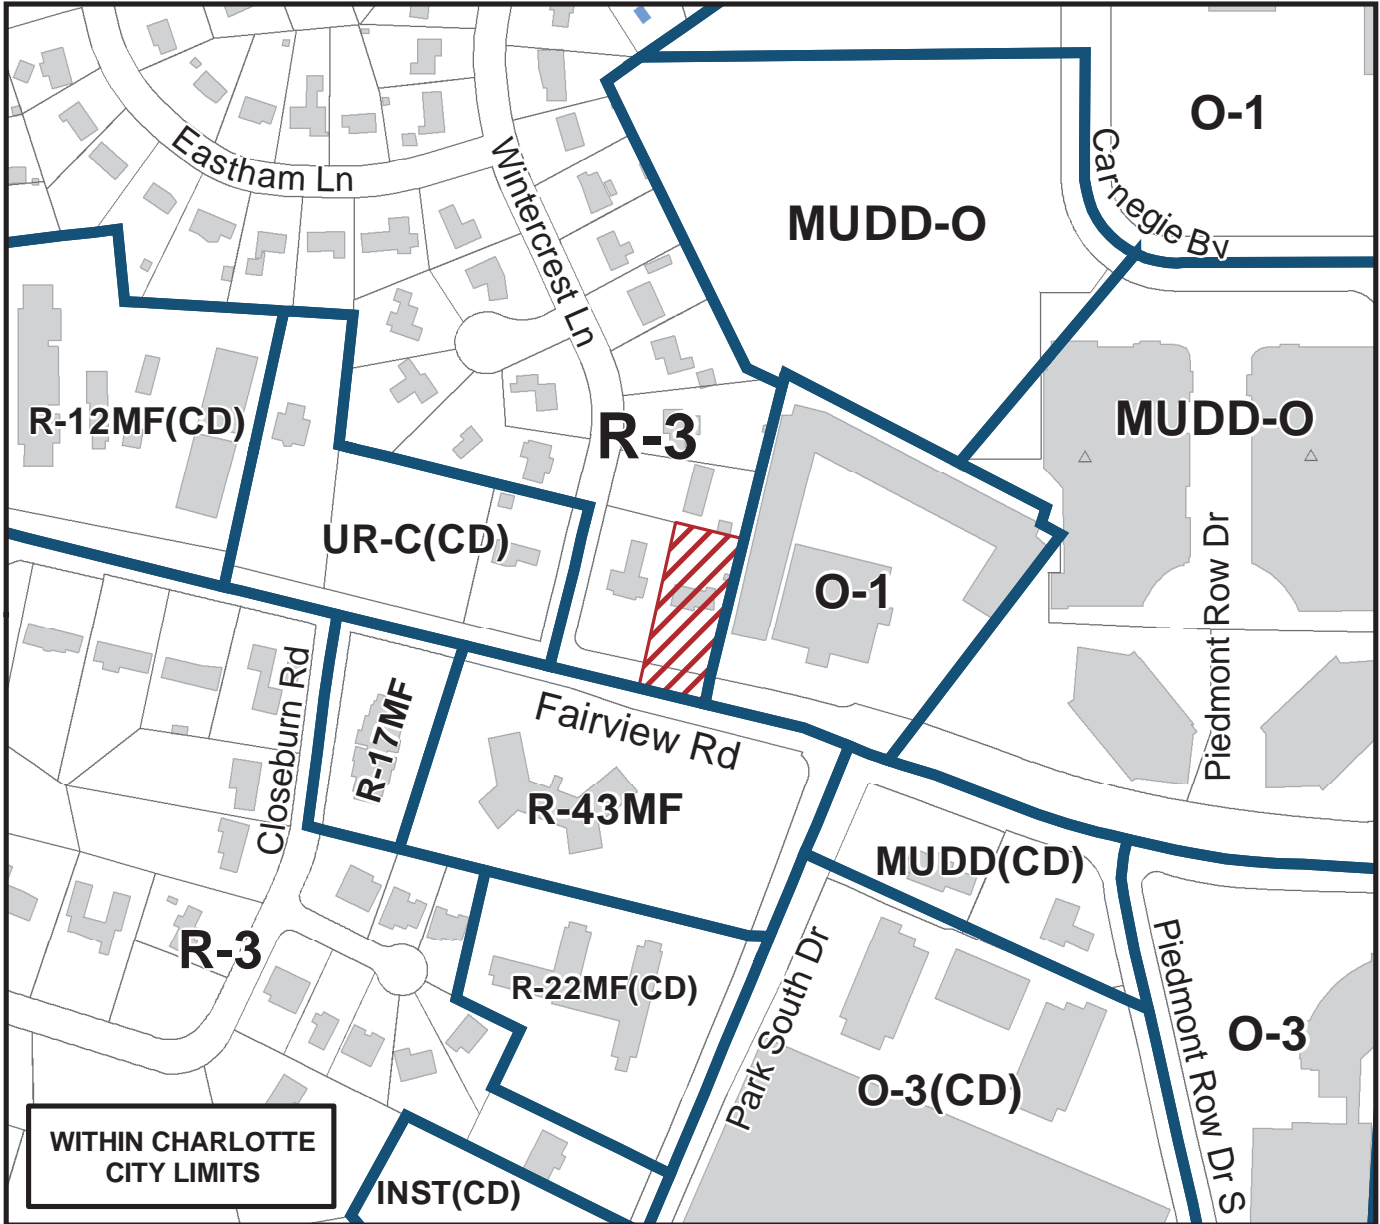 O-1
Carnegie Bv
Eastham Ln
Wintercrest Ln
MUDD-O
R-12MF(CD)
R-3
MUDD-O
UR-C(CD)
O-1
Piedmont Row Dr
Closeburn Rd
R-17MF
Fairview Rd
R-43MF
MUDD(CD)
R-3
R-22MF(CD)
Park South Dr
Piedmont Row Dr S
O-3
O-3(CD)
WITHIN CHARLOTTE
CITY LIMITS
INST(CD)